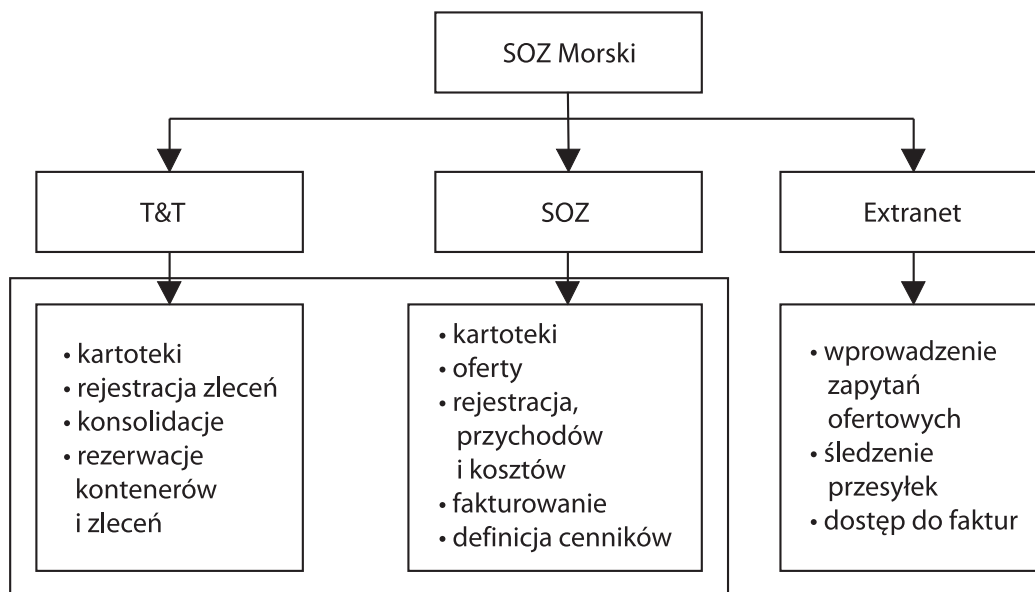 SOZ Morski
T&T
SOZ
Extranet
• kartoteki
• rejestracja zleceń
• konsolidacje
• rezerwacje
kontenerów
i zleceń
• kartoteki
• oferty
• rejestracja,
przychodów
i kosztów
• fakturowanie
• definicja cenników
• wprowadzenie
zapytań
ofertowych
• śledzenie
przesyłek
• dostęp do faktur